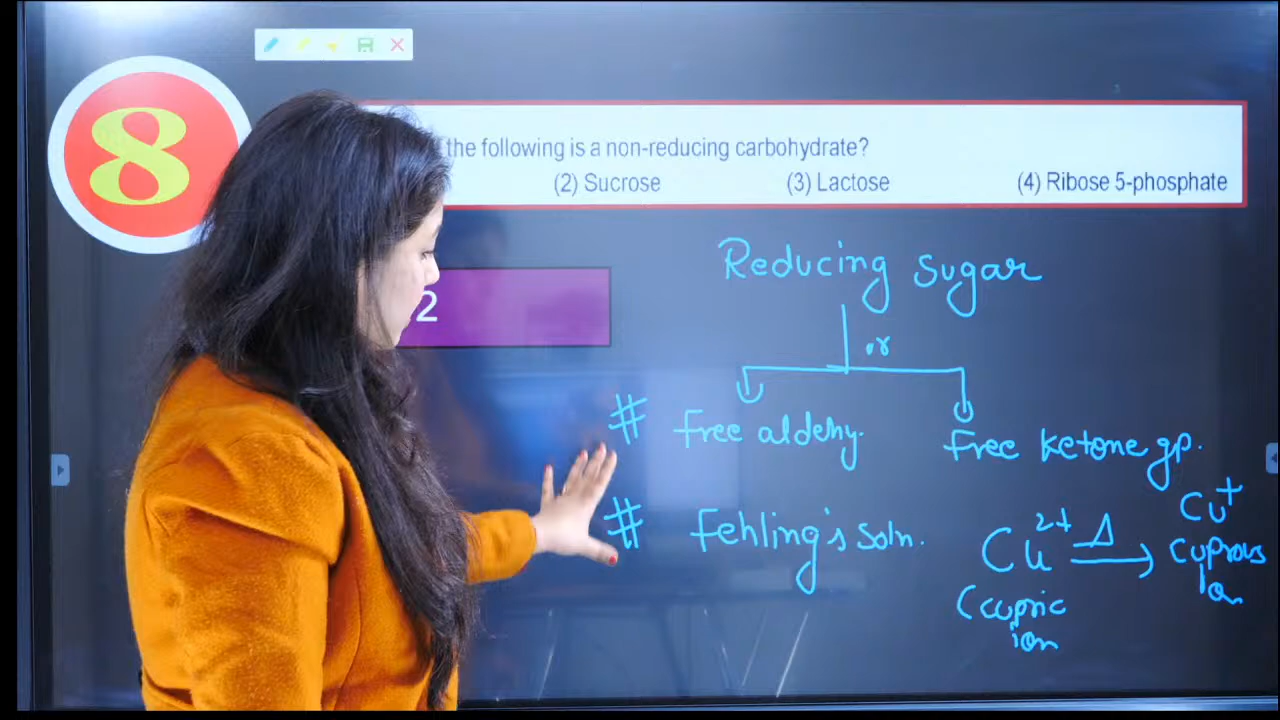 8
the following is a non-reducing carbohydrate?
(2) Sucrose (3) Lactose (4) Ribose 5-phosphate
2
Reducing sugar
or
# free aldehy. free ketone gp.
# Fehling's soln. Cu2+ Δ Cu+
Cupric ion
Cuprous ion